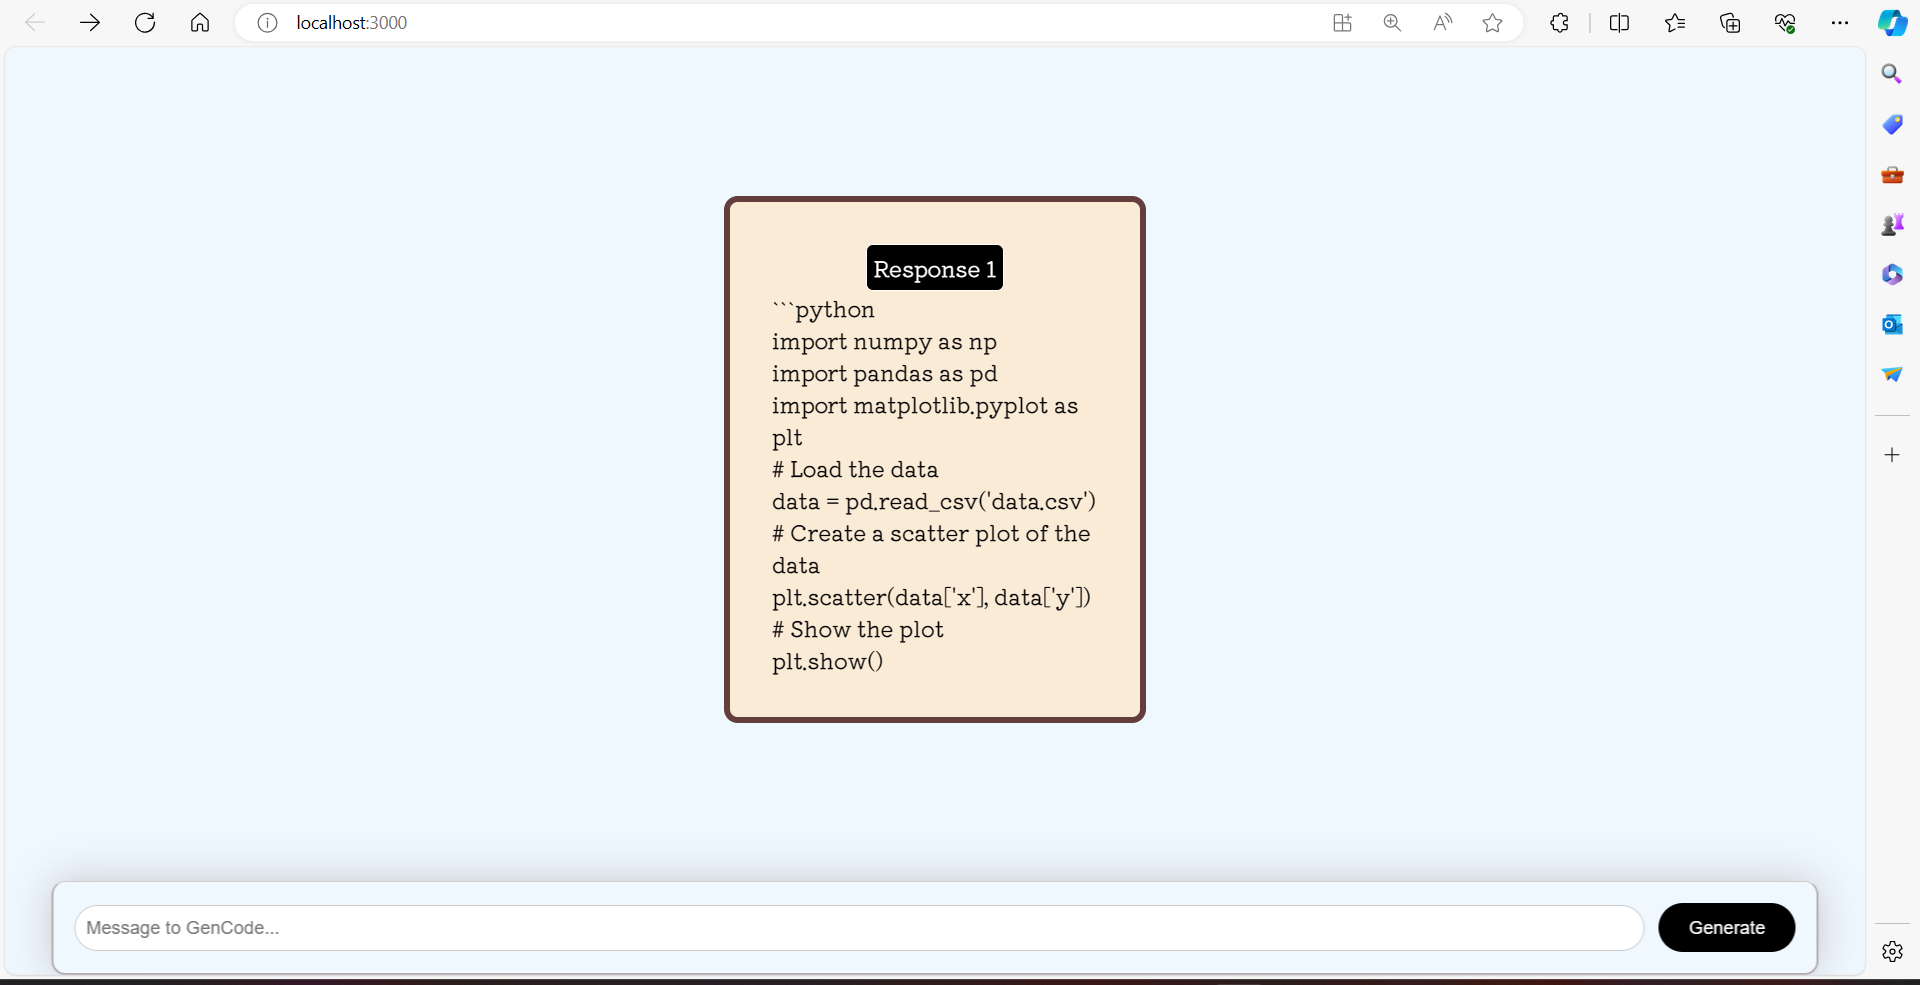 localhost:3000
Response 1
```python
import numpy as np
import pandas as pd
import matplotlib.pyplot as
plt
# Load the data
data = pd.read_csv('data.csv')
# Create a scatter plot of the
data
plt.scatter(data['x'], data['y'])
# Show the plot
plt.show()
Message to GenCode...
Generate